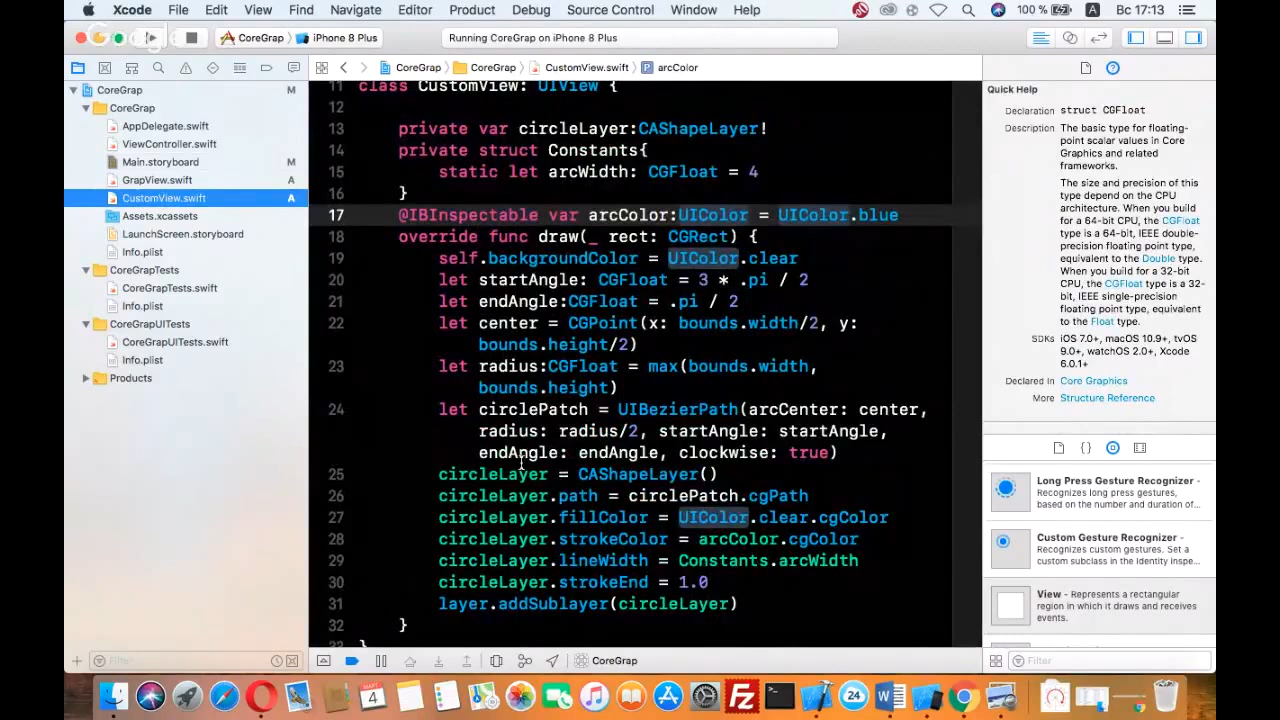 Xcode File Edit View Find Navigate Editor Product Debug Source Control Window Help 100 % A Вс 17:13
CoreGrap iPhone 8 Plus Running CoreGrap on iPhone 8 Plus
CoreGrap CoreGrap CustomView.swift P arcColor
CoreGrap M
CoreGrap
AppDelegate.swift
ViewController.swift
Main.storyboard M
GrapView.swift A
CustomView.swift A
Assets.xcassets
LaunchScreen.storyboard
Info.plist
CoreGrapTests
CoreGrapTests.swift
Info.plist
CoreGrapUITests
CoreGrapUITests.swift
Info.plist
Products
Filter
11 class CustomView: UIView {
12
13 private var circleLayer:CAShapeLayer!
14 private struct Constants{
15 static let arcWidth: CGFloat = 4
16 }
17 @IBInspectable var arcColor:UIColor = UIColor.blue
18 override func draw(_ rect: CGRect) {
19 self.backgroundColor = UIColor.clear
20 let startAngle: CGFloat = 3 * .pi / 2
21 let endAngle:CGFloat = .pi / 2
22 let center = CGPoint(x: bounds.width/2, y:
bounds.height/2)
23 let radius:CGFloat = max(bounds.width,
bounds.height)
24 let circlePatch = UIBezierPath(arcCenter: center,
radius: radius/2, startAngle: startAngle,
endAngle: endAngle, clockwise: true)
25 circleLayer = CAShapeLayer()
26 circleLayer.path = circlePatch.cgPath
27 circleLayer.fillColor = UIColor.clear.cgColor
28 circleLayer.strokeColor = arcColor.cgColor
29 circleLayer.lineWidth = Constants.arcWidth
30 circleLayer.strokeEnd = 1.0
31 layer.addSublayer(circleLayer)
32 }
}
CoreGrap
Quick Help
Declaration struct CGFloat
Description The basic type for floating-
point scalar values in Core
Graphics and related
frameworks.
The size and precision of this
type depend on the CPU
architecture. When you build
for a 64-bit CPU, the CGFloat
type is a 64-bit, IEEE double-
precision floating point type,
equivalent to the Double type.
When you build for a 32-bit
CPU, the CGFloat type is a 32-
bit, IEEE single-precision
floating point type, equivalent
to the Float type.
SDKs iOS 7.0+, macOS 10.9+, tvOS
9.0+, watchOS 2.0+, Xcode
6.0.1+
Declared In Core Graphics
More Structure Reference
{ }
Long Press Gesture Recognizer -
Recognizes long press gestures,
based on the number and duration of...
Custom Gesture Recognizer -
Recognizes custom gestures. Set a
custom subclass in the identity inspe...
View - Represents a rectangular
region in which it draws and receives
events.
Filter
МАРТ
4
Fz
24
W